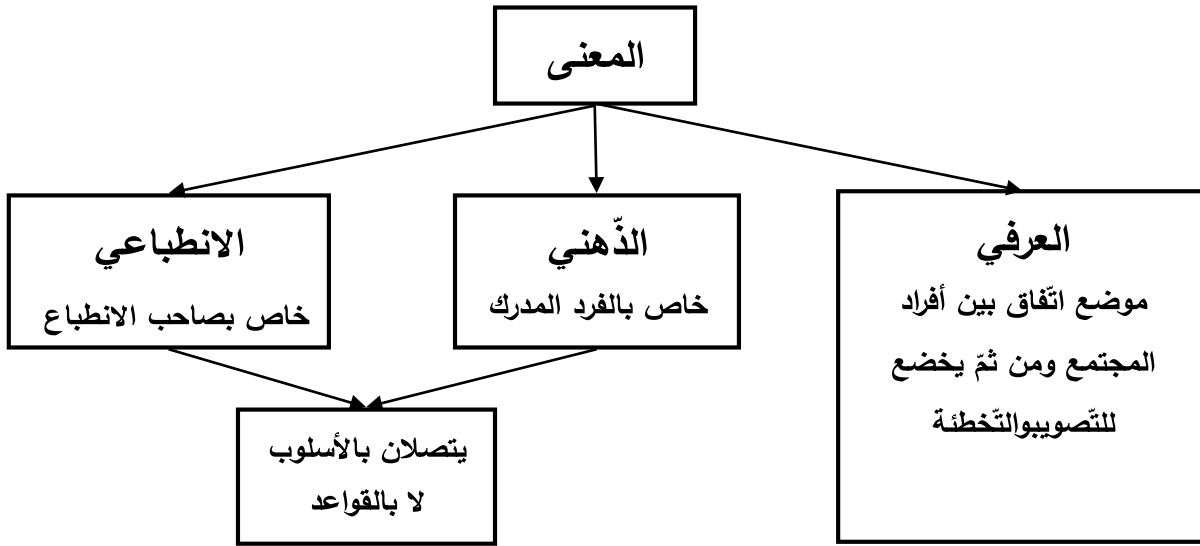 المعنى
العرفي
موضع اتّفاق بين أفراد
المجتمع ومن ثمّ يخضع
للتّصويبوالتّخطئة
الذّهني
خاص بالفرد المدرك
الانطباعي
خاص بصاحب الانطباع
يتصلان بالأسلوب
لا بالقواعد